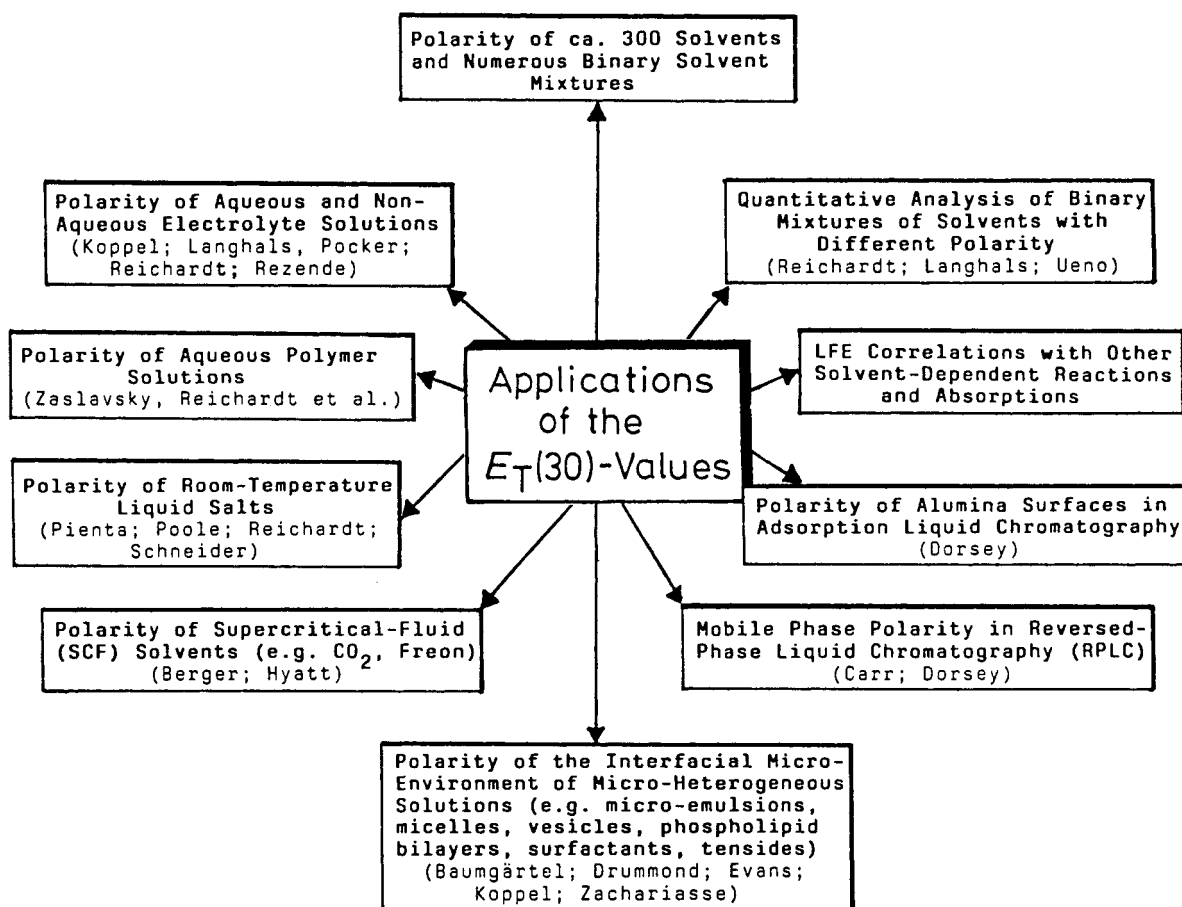 Polarity of ca. 300 Solvents
and Numerous Binary Solvent
Mixtures
Polarity of Aqueous and Non-
Aqueous Electrolyte Solutions
(Koppel; Langhals, Pocker;
Reichardt; Rezende)
Quantitative Analysis of Binary
Mixtures of Solvents with
Different Polarity
(Reichardt; Langhals; Ueno)
Polarity of Aqueous Polymer
Solutions
(Zaslavsky, Reichardt et al.)
Applications
of the
E_T(30)-Values
LFE Correlations with Other
Solvent-Dependent Reactions
and Absorptions
Polarity of Room-Temperature
Liquid Salts
(Pienta; Poole; Reichardt;
Schneider)
Polarity of Alumina Surfaces in
Adsorption Liquid Chromatography
(Dorsey)
Polarity of Supercritical-Fluid
(SCF) Solvents (e.g. CO₂, Freon)
(Berger; Hyatt)
Mobile Phase Polarity in Reversed-
Phase Liquid Chromatography (RPLC)
(Carr; Dorsey)
Polarity of the Interfacial Micro-
Environment of Micro-Heterogeneous
Solutions (e.g. micro-emulsions,
micelles, vesicles, phospholipid
bilayers, surfactants, tensides)
(Baumgärtel; Drummond; Evans;
Koppel; Zachariasse)